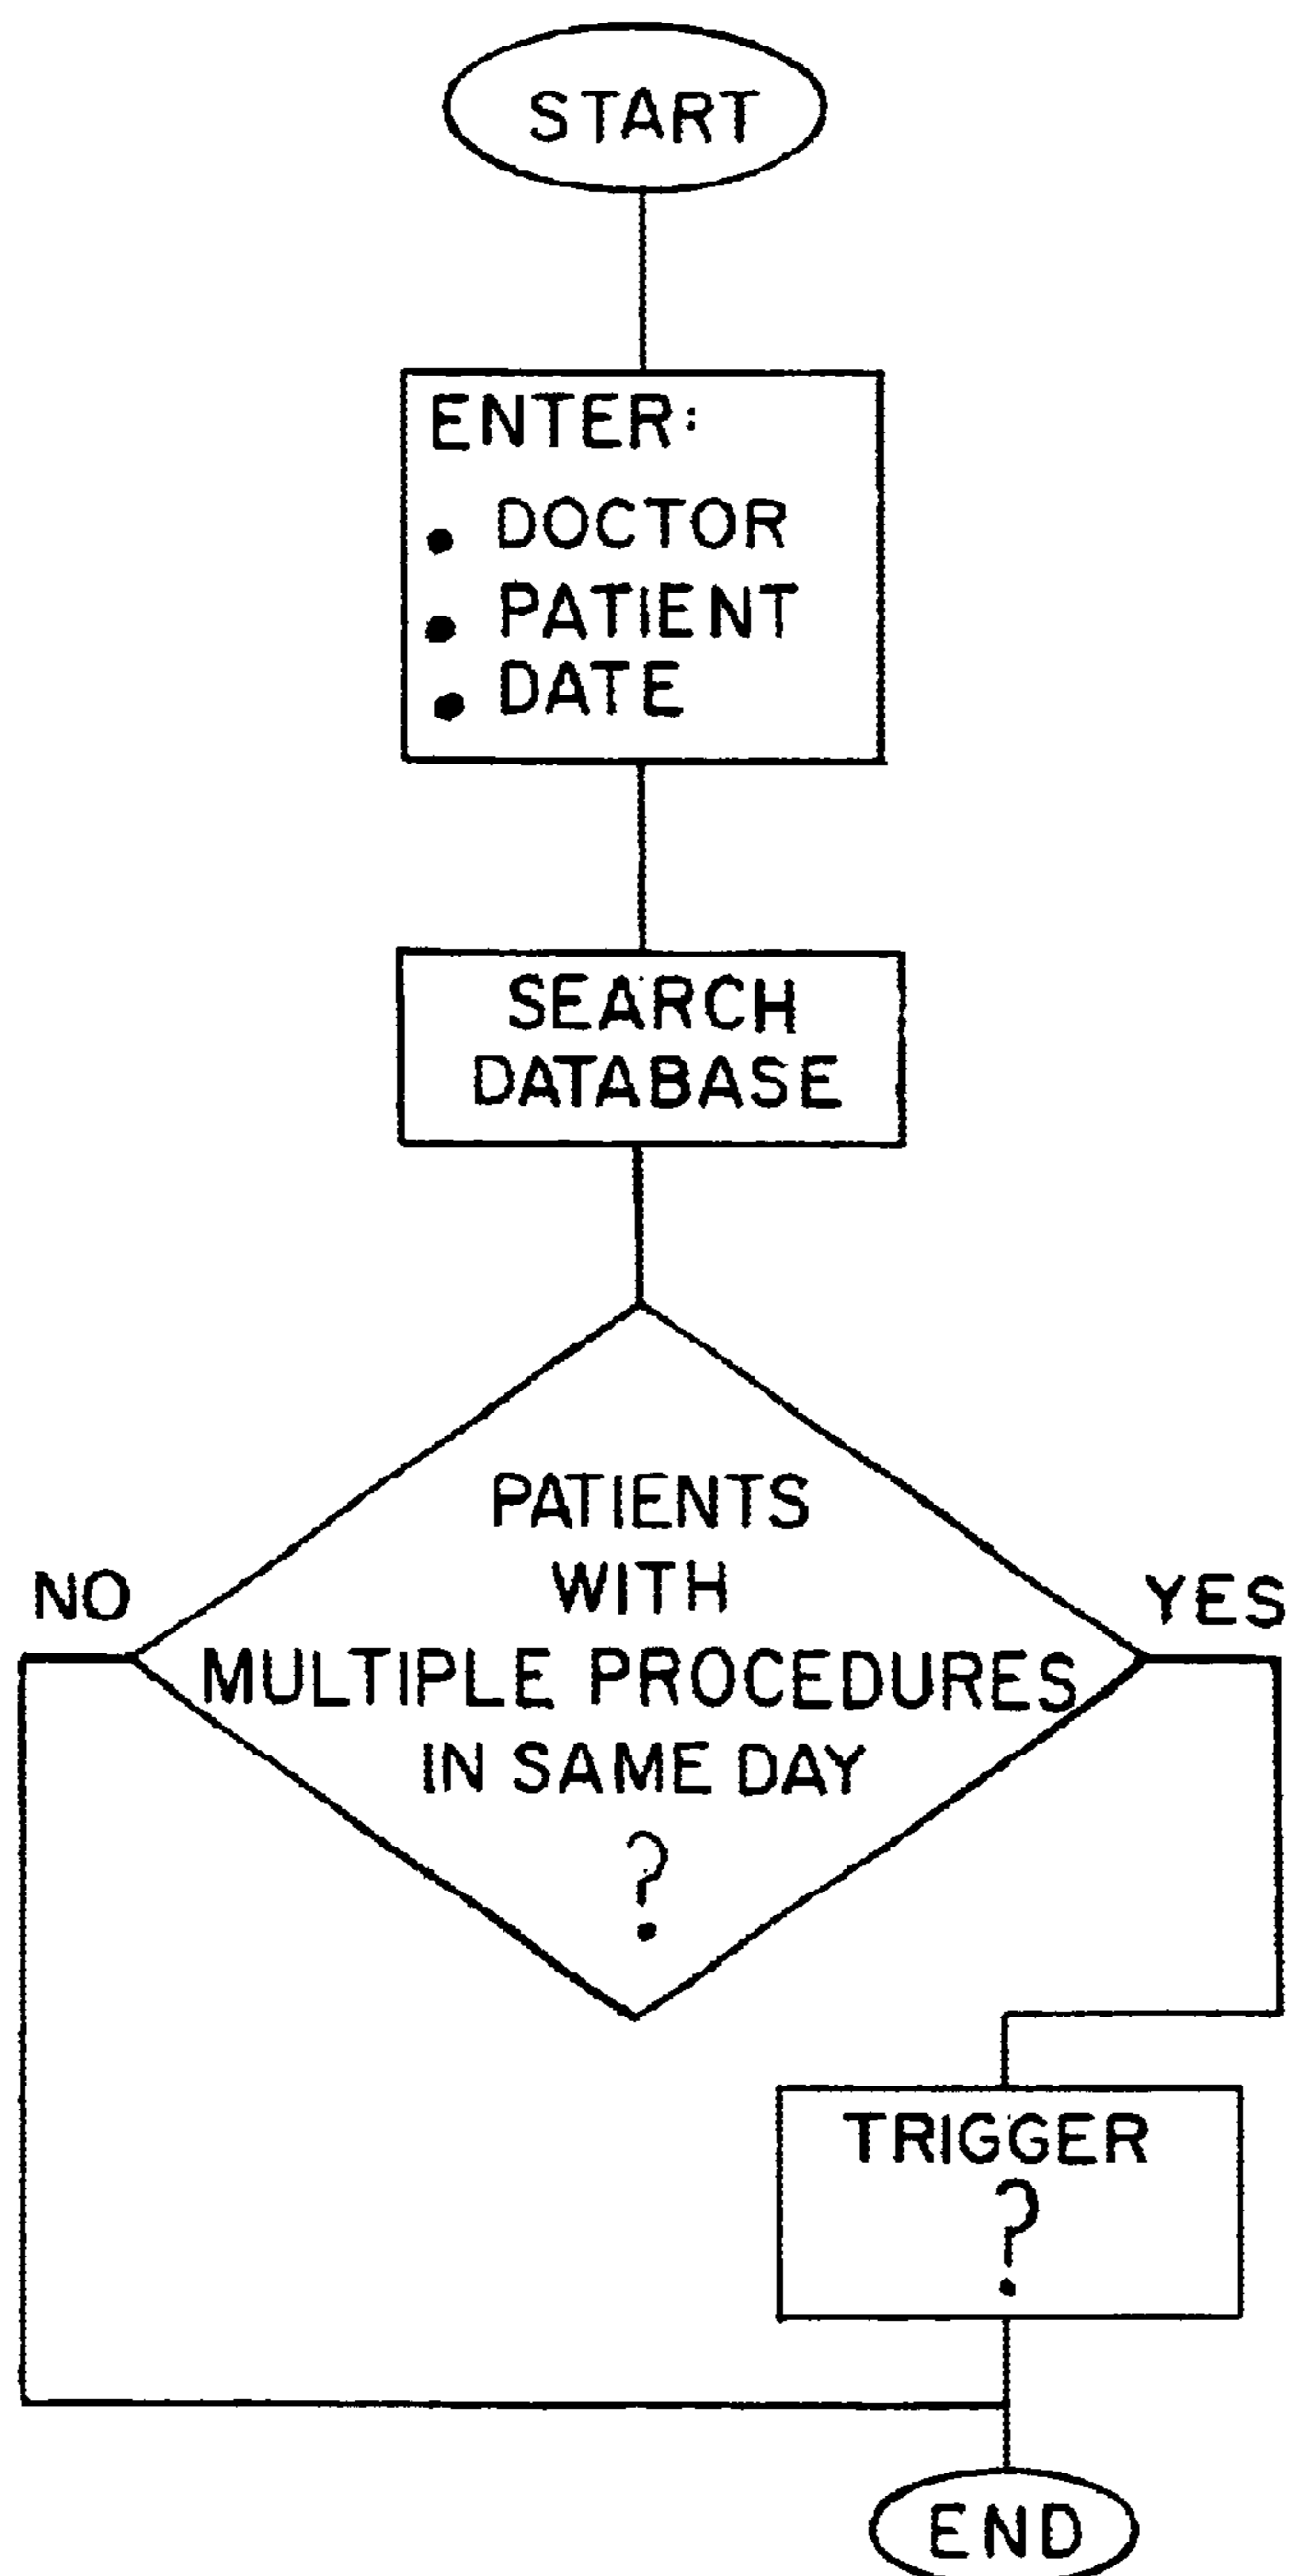 START
ENTER:
• DOCTOR
• PATIENT
• DATE
SEARCH
DATABASE
PATIENTS
WITH
MULTIPLE PROCEDURES
IN SAME DAY
?
NO
YES
TRIGGER
?
END